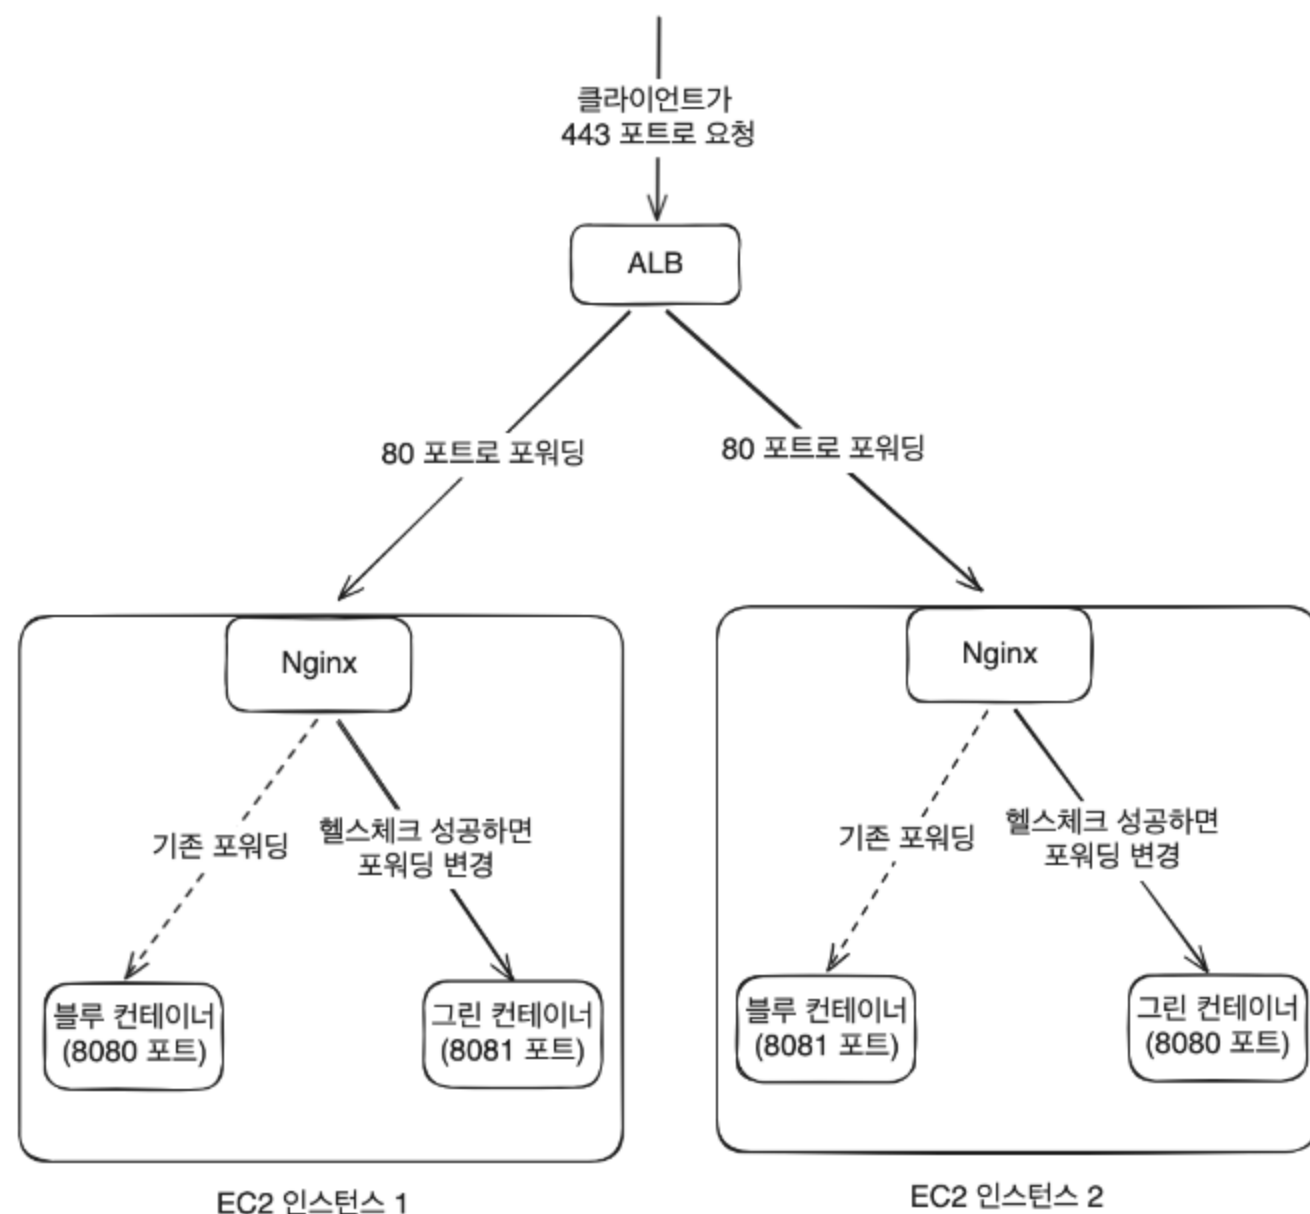 클라이언트가
443 포트로 요청
ALB
80 포트로 포워딩
80 포트로 포워딩
Nginx
기존 포워딩
헬스체크 성공하면
포워딩 변경
블루 컨테이너
(8080 포트)
그린 컨테이너
(8081 포트)
EC2 인스턴스 1
Nginx
기존 포워딩
헬스체크 성공하면
포워딩 변경
블루 컨테이너
(8081 포트)
그린 컨테이너
(8080 포트)
EC2 인스턴스 2